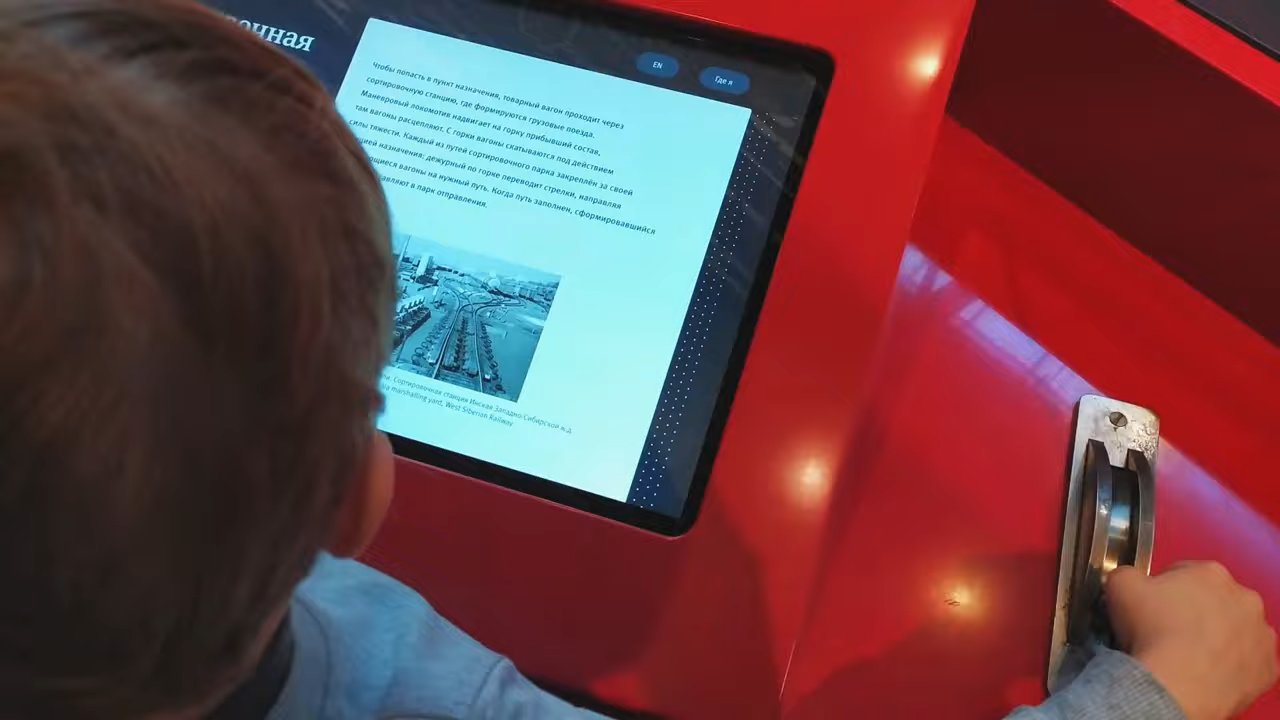 очная
EN
Где я
Чтобы попасть в пункт назначения, товарный вагон проходит через
сортировочную станцию, где формируются грузовые поезда.
Маневровый локомотив надвигает на горку прибывший состав,
там вагоны расцепляют. С горки вагоны скатываются под действием
силы тяжести. Каждый из путей сортировочного парка закреплён за своей
назначения: дежурный по горке переводит стрелки, направляя
вагоны на нужный путь. Когда путь заполнен, сформировавшийся
в парк отправления.
Сортировочная станция Инская Западно-Сибирской ж.д.
marshalling yant, West Siberian Railway